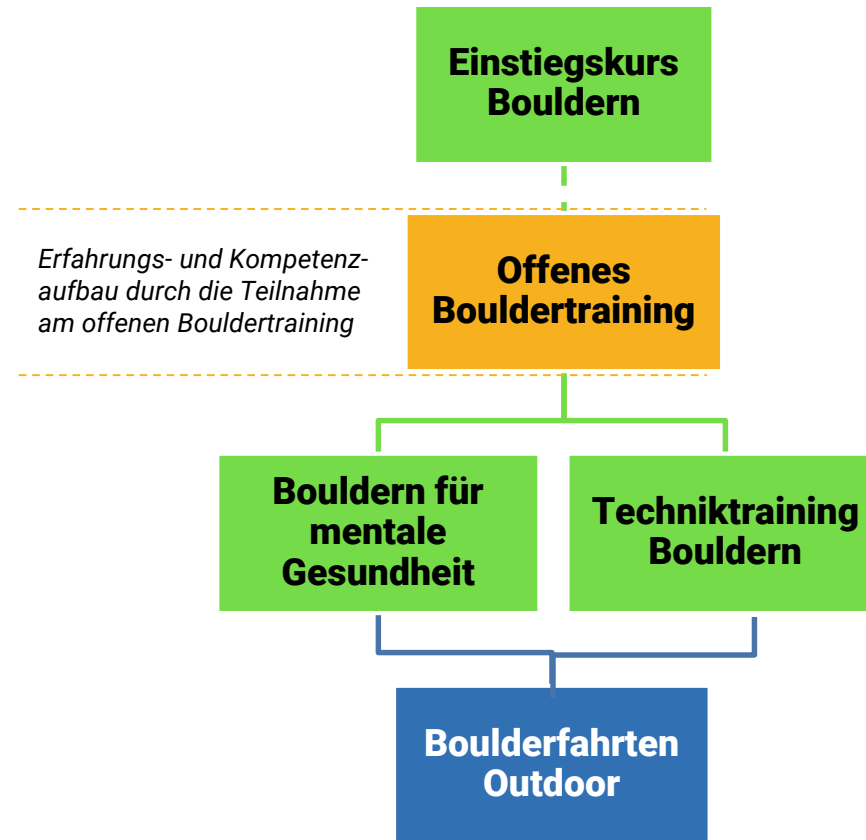 Einstiegskurs
Bouldern
Erfahrungs- und Kompetenz-
aufbau durch die Teilnahme
am offenen Bouldertraining
Offenes
Bouldertraining
Bouldern für
mentale
Gesundheit
Techniktraining
Bouldern
Boulderfahrten
Outdoor